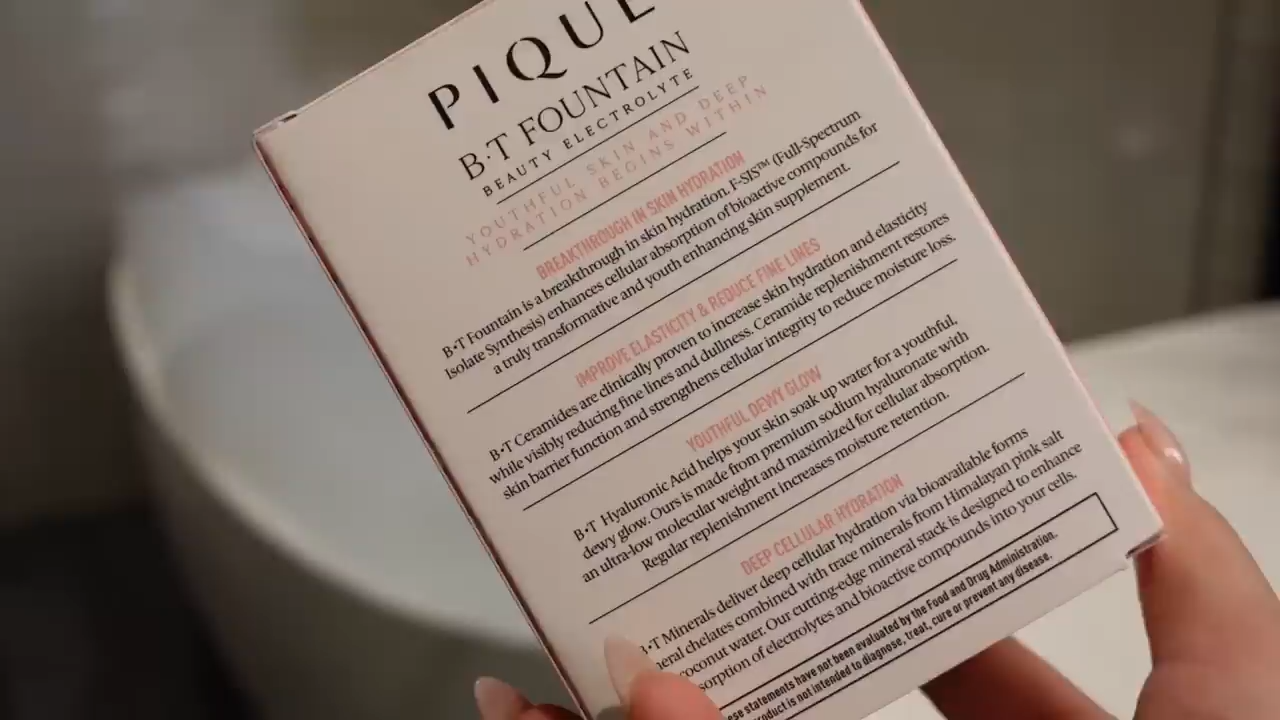 PIQUE
B·T FOUNTAIN
BEAUTY ELECTROLYTE
YOUTHFUL SKIN AND DEEP
HYDRATION BEGINS WITHIN
BREAKTHROUGH IN SKIN HYDRATION
B·T Fountain is a breakthrough in skin hydration. F-SIS™ (Full-Spectrum
Isolate Synthesis) enhances cellular absorption of bioactive compounds for
a truly transformative and youth enhancing skin supplement.
IMPROVE ELASTICITY & REDUCE FINE LINES
B·T Ceramides are clinically proven to increase skin hydration and elasticity
while visibly reducing fine lines and dullness. Ceramide replenishment restores
skin barrier function and strengthens cellular integrity to reduce moisture loss.
YOUTHFUL DEWY GLOW
B·T Hyaluronic Acid helps your skin soak up water for a youthful,
dewy glow. Ours is made from premium sodium hyaluronate with
an ultra-low molecular weight and maximized for cellular absorption.
Regular replenishment increases moisture retention.
DEEP CELLULAR HYDRATION
B·T Minerals deliver deep cellular hydration via bioavailable forms
neral chelates combined with trace minerals from Himalayan pink salt
coconut water. Our cutting-edge mineral stack is designed to enhance
sorption of electrolytes and bioactive compounds into your cells.
ese statements have not been evaluated by the Food and Drug Administration.
product is not intended to diagnose, treat, cure or prevent any disease.